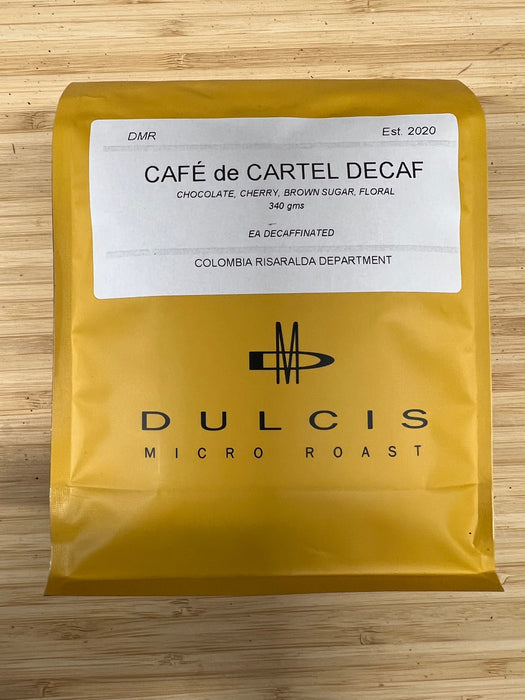 DMR Est. 2020
CAFÉ de CARTEL DECAF
CHOCOLATE, CHERRY, BROWN SUGAR, FLORAL
340 gms
EA DECAFFINATED
COLOMBIA RISARALDA DEPARTMENT
DULCIS
MICRO ROAST